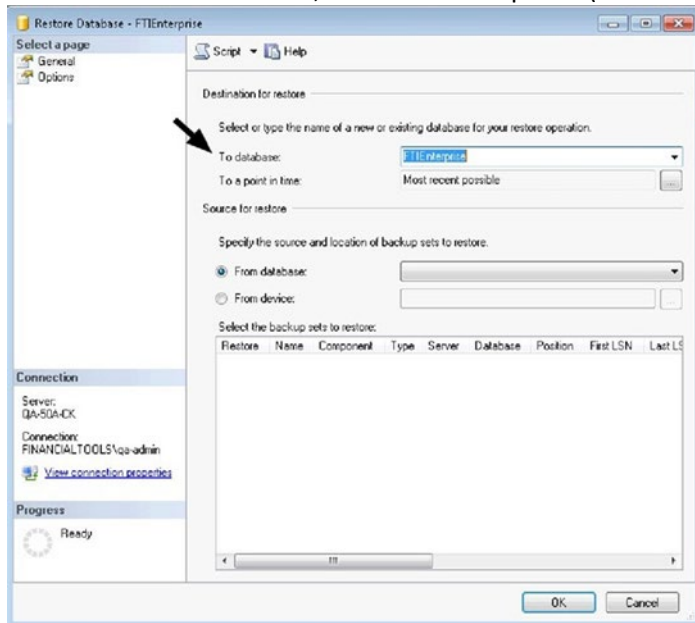 Restore Database - FTIEnterprise
Select a page
General
Options
Script Help
Destination for restore
Select or type the name of a new or existing database for your restore operation.
To database: FTIEnterprise
To a point in time: Most recent possible
...
Source for restore
Specify the source and location of backup sets to restore.
From database:
From device:
...
Select the backup sets to restore:
Restore Name Component Type Server Database Position First LSN Last LS
Connection
Server:
QA-50A-CK
Connection:
FINANCIALTOOLS\qa-admin
View connection properties
Progress
Ready
OK Cancel